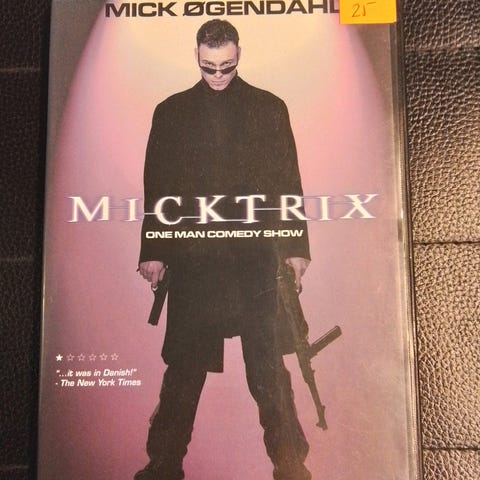 MICK ØGENDAHL
25
MICKTRIX
ONE MAN COMEDY SHOW
★☆☆☆☆☆
"...it was in Danish!"
- The New York Times